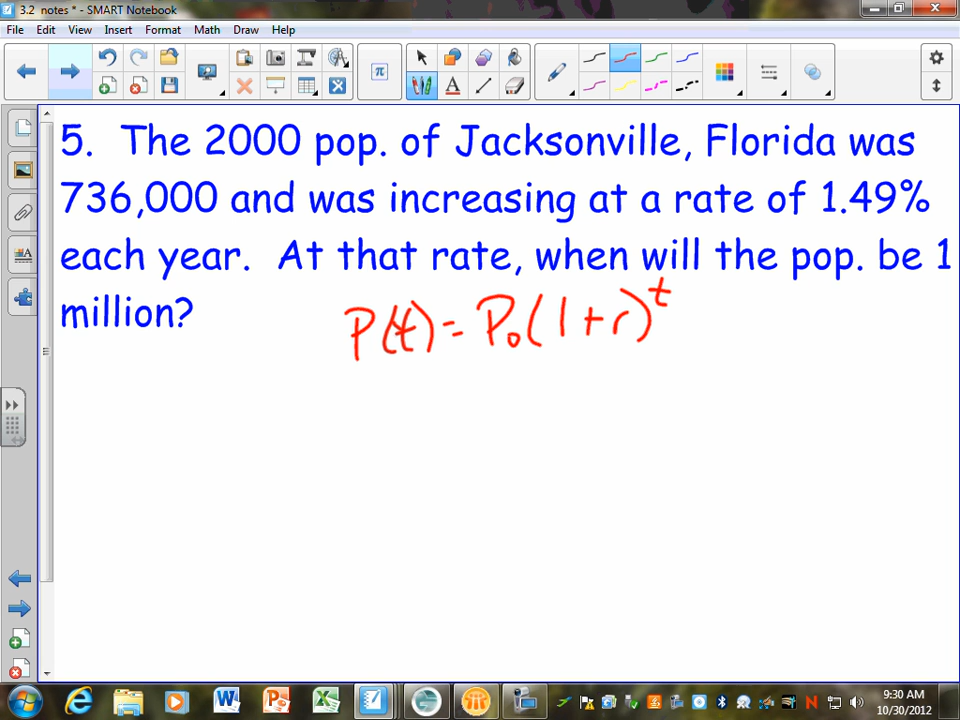 3.2 notes * - SMART Notebook
File Edit View Insert Format Math Draw Help
5. The 2000 pop. of Jacksonville, Florida was
736,000 and was increasing at a rate of 1.49%
each year. At that rate, when will the pop. be 1
million?
P(t) = P₀(1+r)^t
9:30 AM
10/30/2012